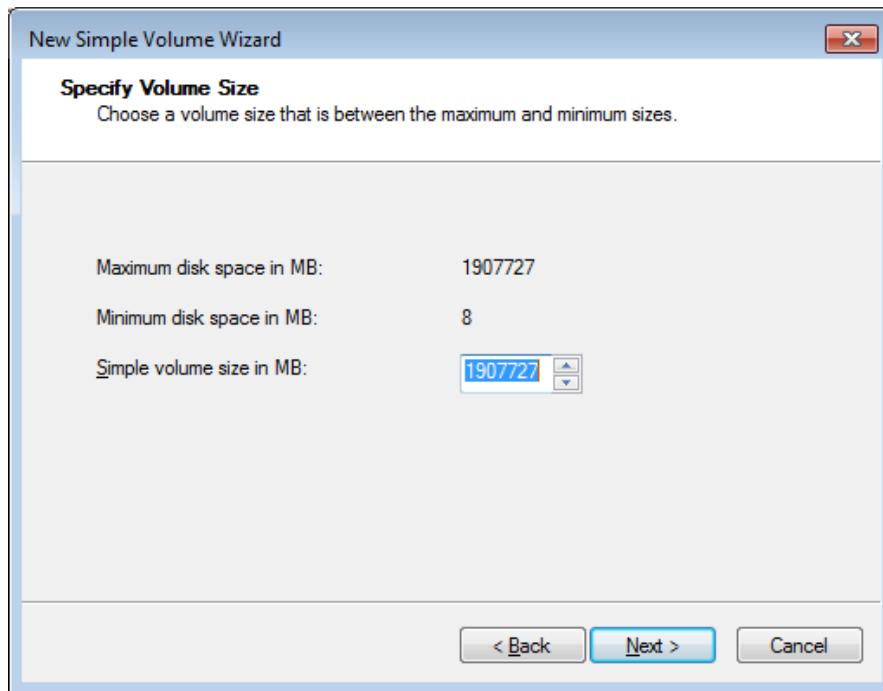 New Simple Volume Wizard
Specify Volume Size
Choose a volume size that is between the maximum and minimum sizes.
Maximum disk space in MB: 1907727
Minimum disk space in MB: 8
Simple volume size in MB: 1907727
< Back Next > Cancel